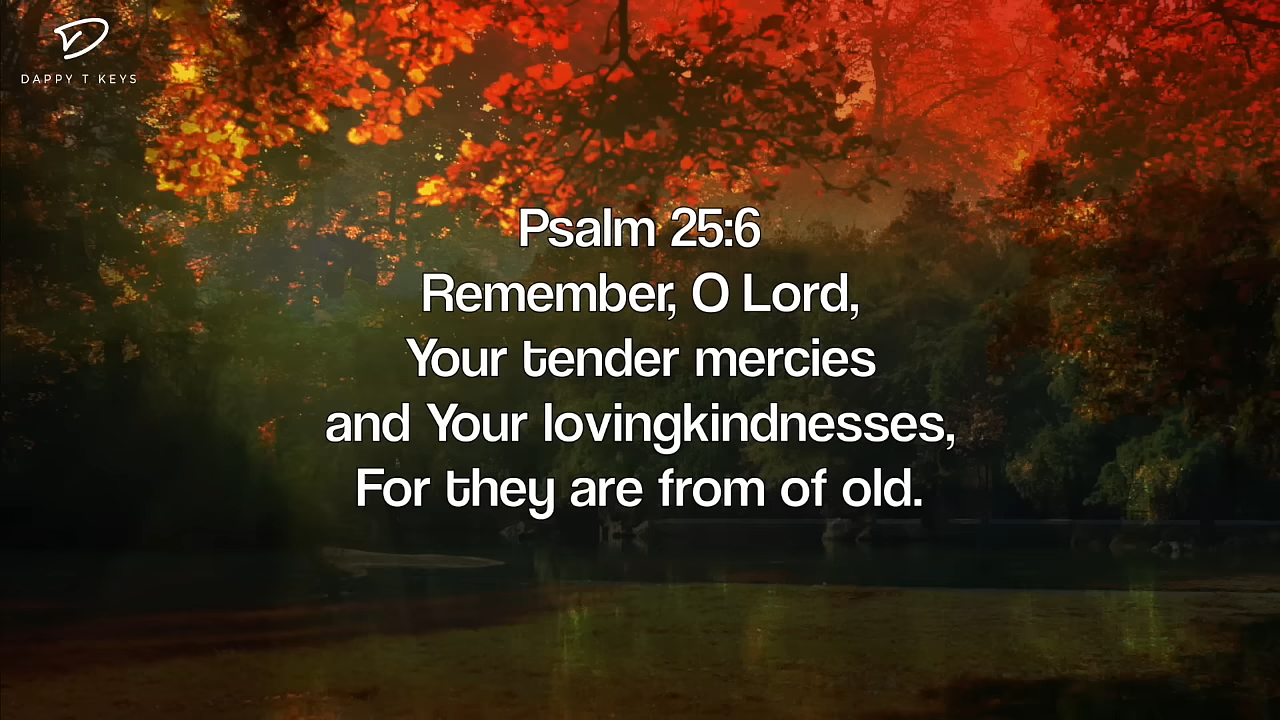 DAPPY T KEYS
Psalm 25:6
Remember, O Lord,
Your tender mercies
and Your lovingkindnesses,
For they are from of old.